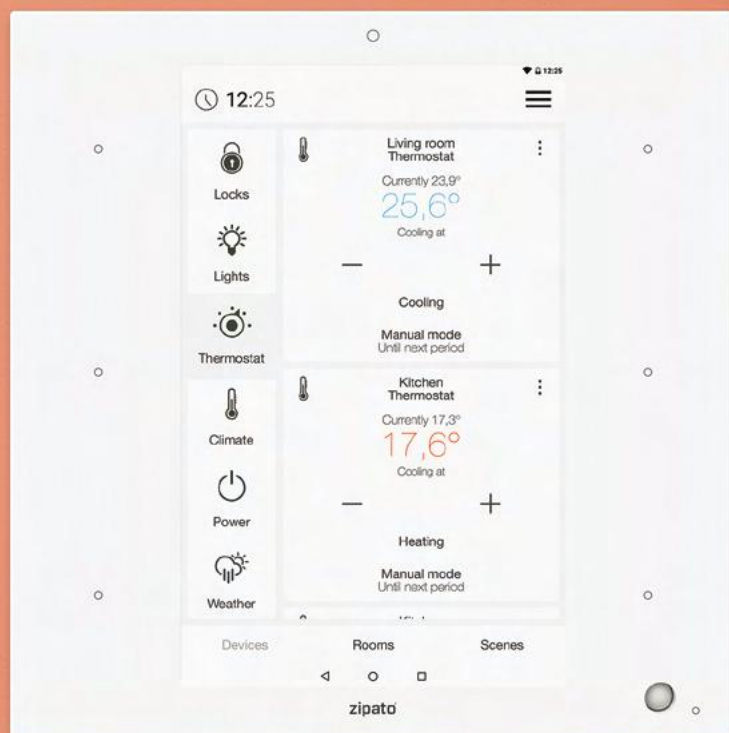 12:25
12:25
Locks
Lights
Thermostat
Climate
Power
Weather
Living room
Thermostat
Currently 23,9°
25,6°
Cooling at
Cooling
Manual mode
Until next period
Kitchen
Thermostat
Currently 17,3°
17,6°
Cooling at
Heating
Manual mode
Until next period
Devices
Rooms
Scenes
zipato